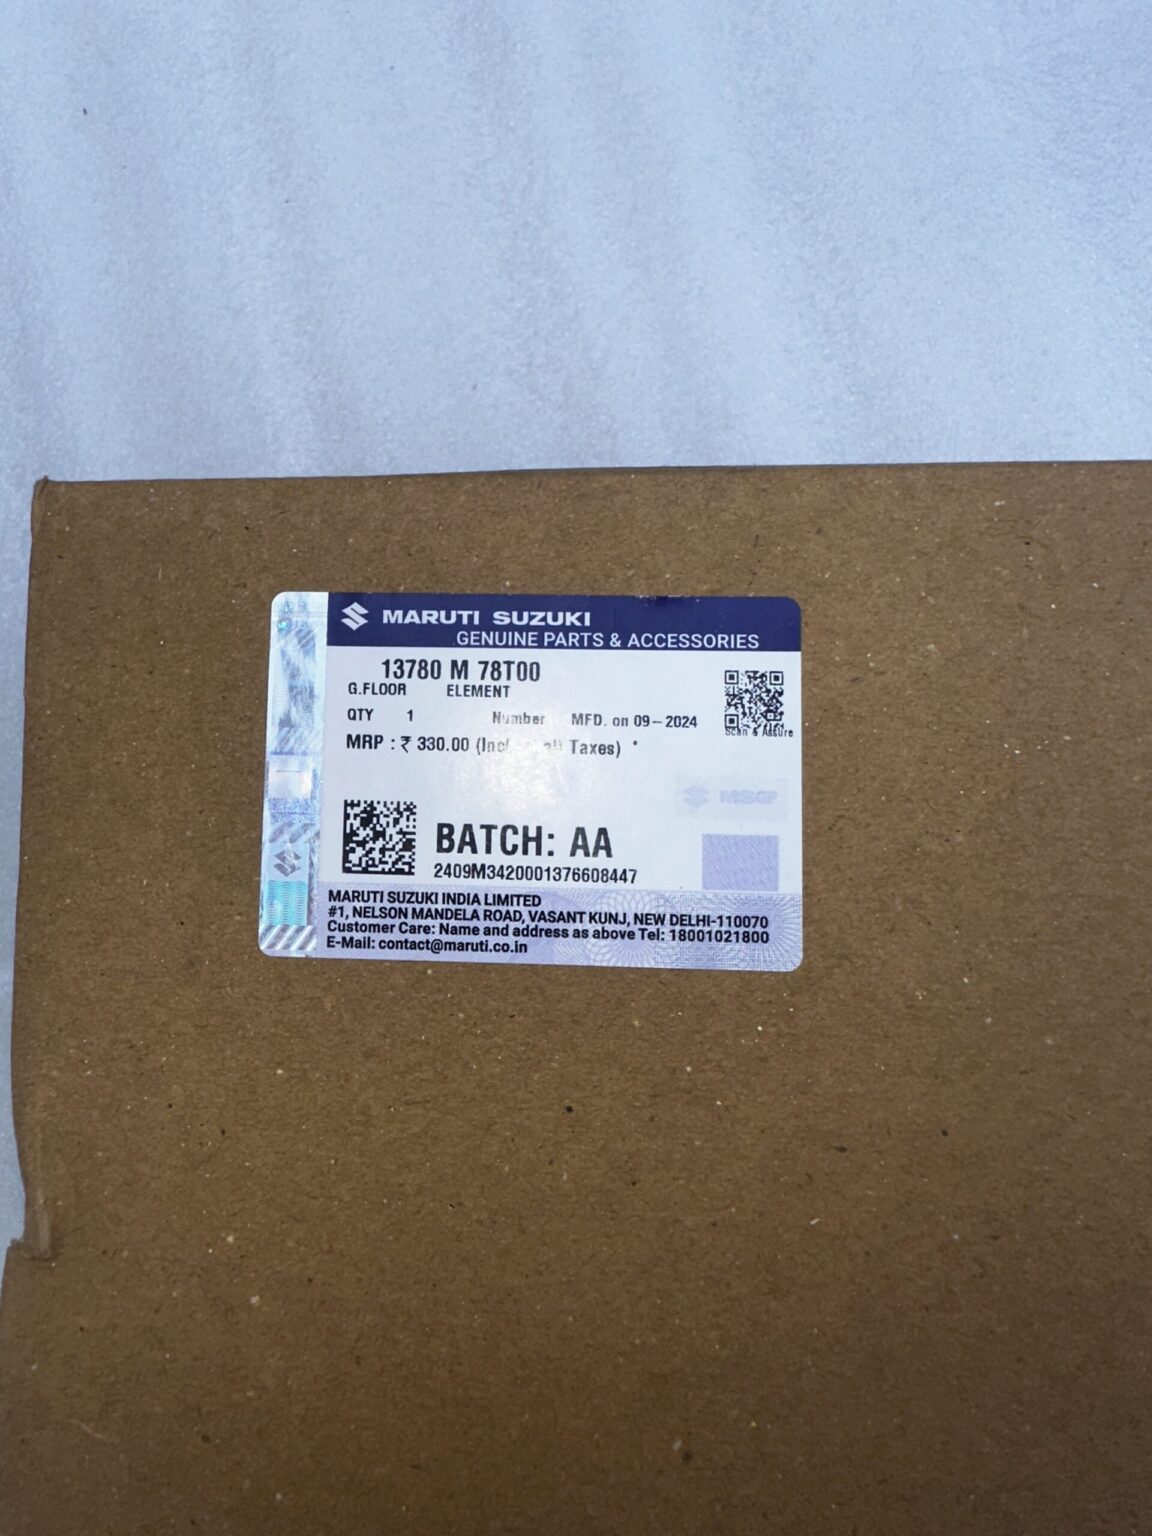 MARUTI SUZUKI
GENUINE PARTS & ACCESSORIES
13780 M 78T00
G.FLOOR ELEMENT
QTY 1 Number MFD. on 09-2024
Scan & Assure
MRP : ₹ 330.00 (Incl all Taxes)
MSGP
BATCH: AA
2409M3420001376608447
MARUTI SUZUKI INDIA LIMITED
#1, NELSON MANDELA ROAD, VASANT KUNJ, NEW DELHI-110070
Customer Care: Name and address as above Tel: 18001021800
E-Mail: contact@maruti.co.in